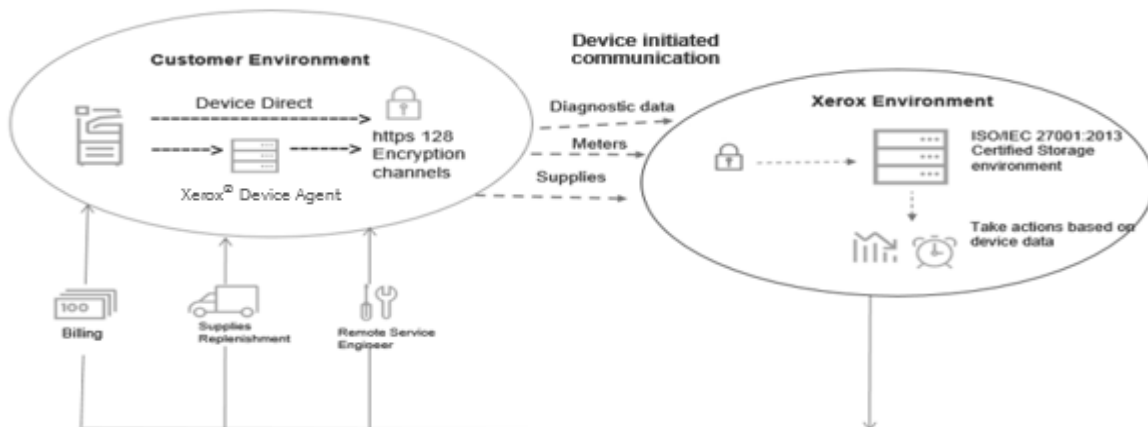 Device initiated
communication
Customer Environment
Device Direct
https 128
Encryption
channels
Xerox® Device Agent
Diagnostic data
Meters
Supplies
Xerox Environment
ISO/IEC 27001:2013
Certified Storage
environment
Take actions based on
device data
100
Billing
Supplies
Replenishment
Remote Service
Engineer